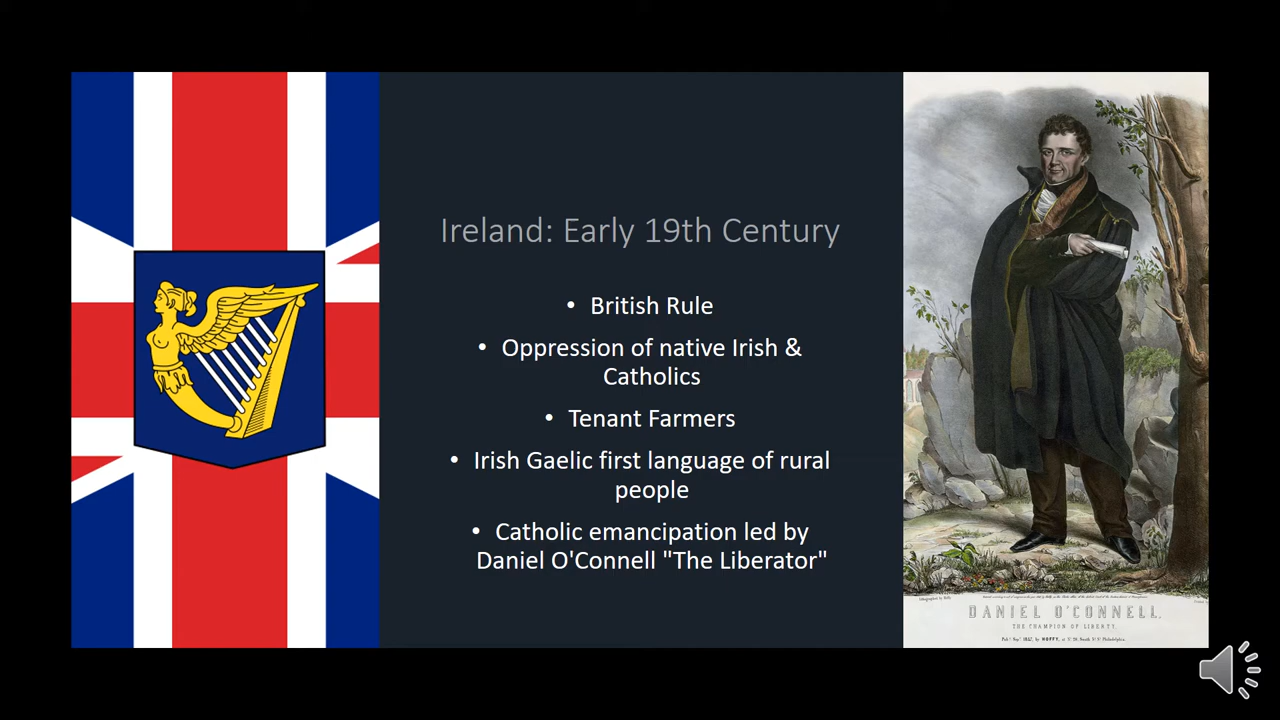 Ireland: Early 19th Century
• British Rule
• Oppression of native Irish &
Catholics
• Tenant Farmers
• Irish Gaelic first language of rural
people
• Catholic emancipation led by
Daniel O'Connell "The Liberator"
DANIEL O'CONNELL.
THE CHAMPION OF LIBERTY.